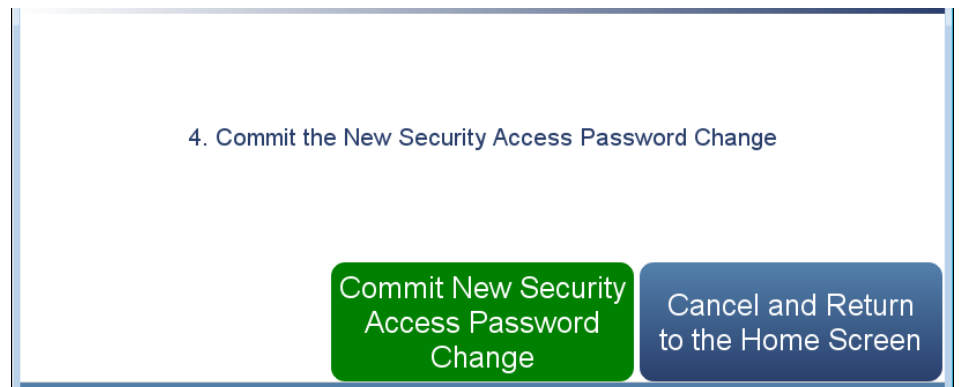 4. Commit the New Security Access Password Change
Commit New Security
Access Password
Change
Cancel and Return
to the Home Screen